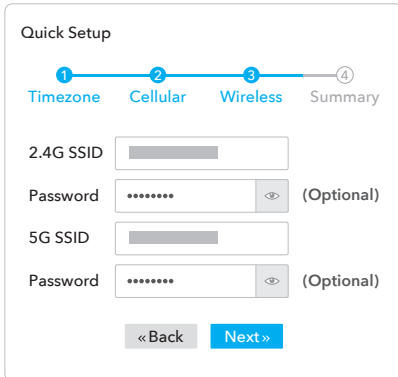 Quick Setup
1 2 3 4
Timezone Cellular Wireless Summary
2.4G SSID
Password •••••••• (Optional)
5G SSID
Password •••••••• (Optional)
« Back Next »